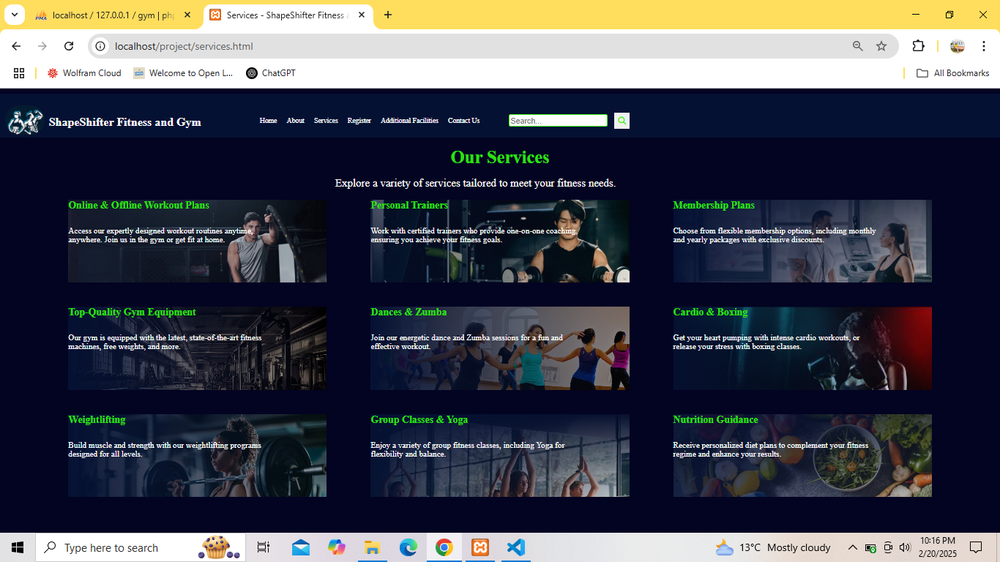 PMA localhost / 127.0.0.1 / gym | php
Services - ShapeShifter Fitness a
localhost/project/services.html
Wolfram Cloud Welcome to Open L... ChatGPT All Bookmarks
ShapeShifter Fitness and Gym Home About Services Register Additional Facilities Contact Us Search...
Our Services
Explore a variety of services tailored to meet your fitness needs.
Online & Offline Workout Plans
Access our expertly designed workout routines anytime,
anywhere. Join us in the gym or get fit at home.
Personal Trainers
Work with certified trainers who provide one-on-one coaching,
ensuring you achieve your fitness goals.
Membership Plans
Choose from flexible membership options, including monthly
and yearly packages with exclusive discounts.
Top-Quality Gym Equipment
Our gym is equipped with the latest, state-of-the-art fitness
machines, free weights, and more.
Dances & Zumba
Join our energetic dance and Zumba sessions for a fun and
effective workout.
Cardio & Boxing
Get your heart pumping with intense cardio workouts, or
release your stress with boxing classes.
Weightlifting
Build muscle and strength with our weightlifting programs
designed for all levels.
Group Classes & Yoga
Enjoy a variety of group fitness classes, including Yoga for
flexibility and balance.
Nutrition Guidance
Receive personalized diet plans to complement your fitness
regime and enhance your results.
Type here to search
13°C Mostly cloudy
10:16 PM
2/20/2025